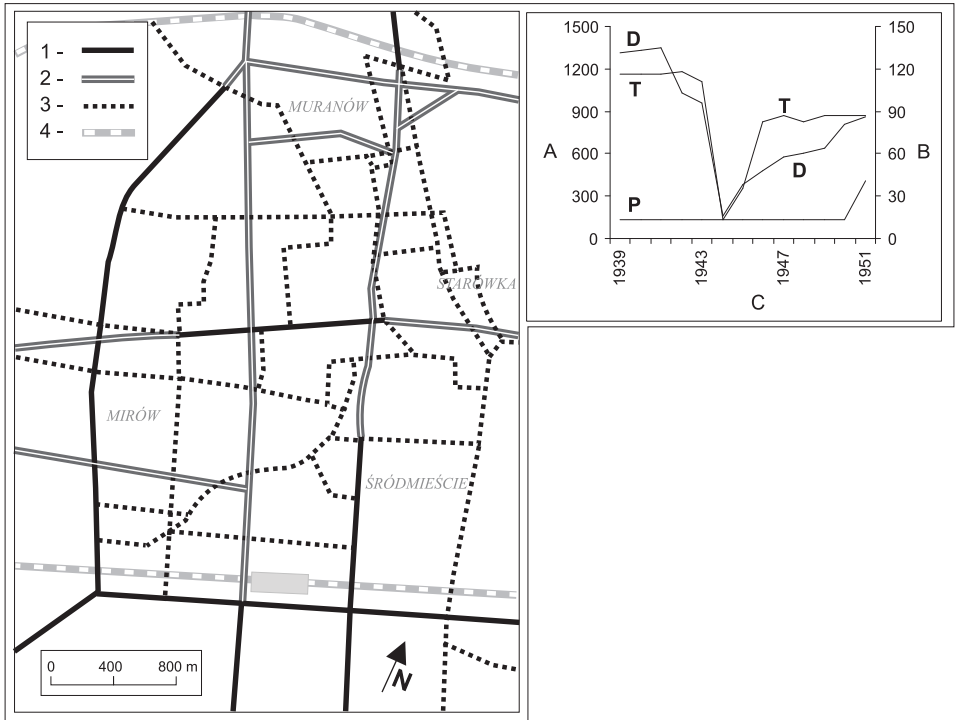 1 -
2 -
3 -
4 -
MURANÓW
STARÓWKA
MIRÓW
ŚRÓDMIEŚCIE
0 400 800 m
N
1500
1200
900
600
300
0
A
D
T
P
T
D
150
120
90
60
30
0
B
1939
1943
1947
1951
C